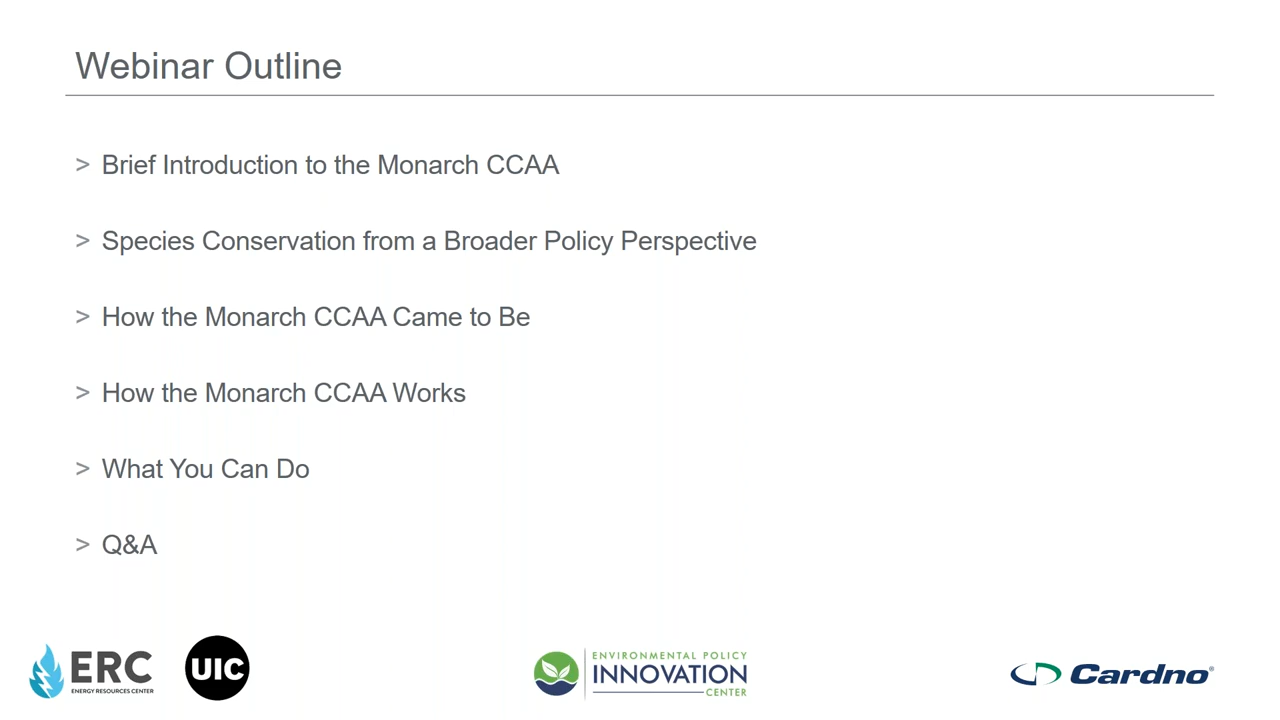 Webinar Outline
> Brief Introduction to the Monarch CCAA
> Species Conservation from a Broader Policy Perspective
> How the Monarch CCAA Came to Be
> How the Monarch CCAA Works
> What You Can Do
> Q&A
ERC
ENERGY RESOURCES CENTER
UIC
ENVIRONMENTAL POLICY
INNOVATION
CENTER
Cardno®